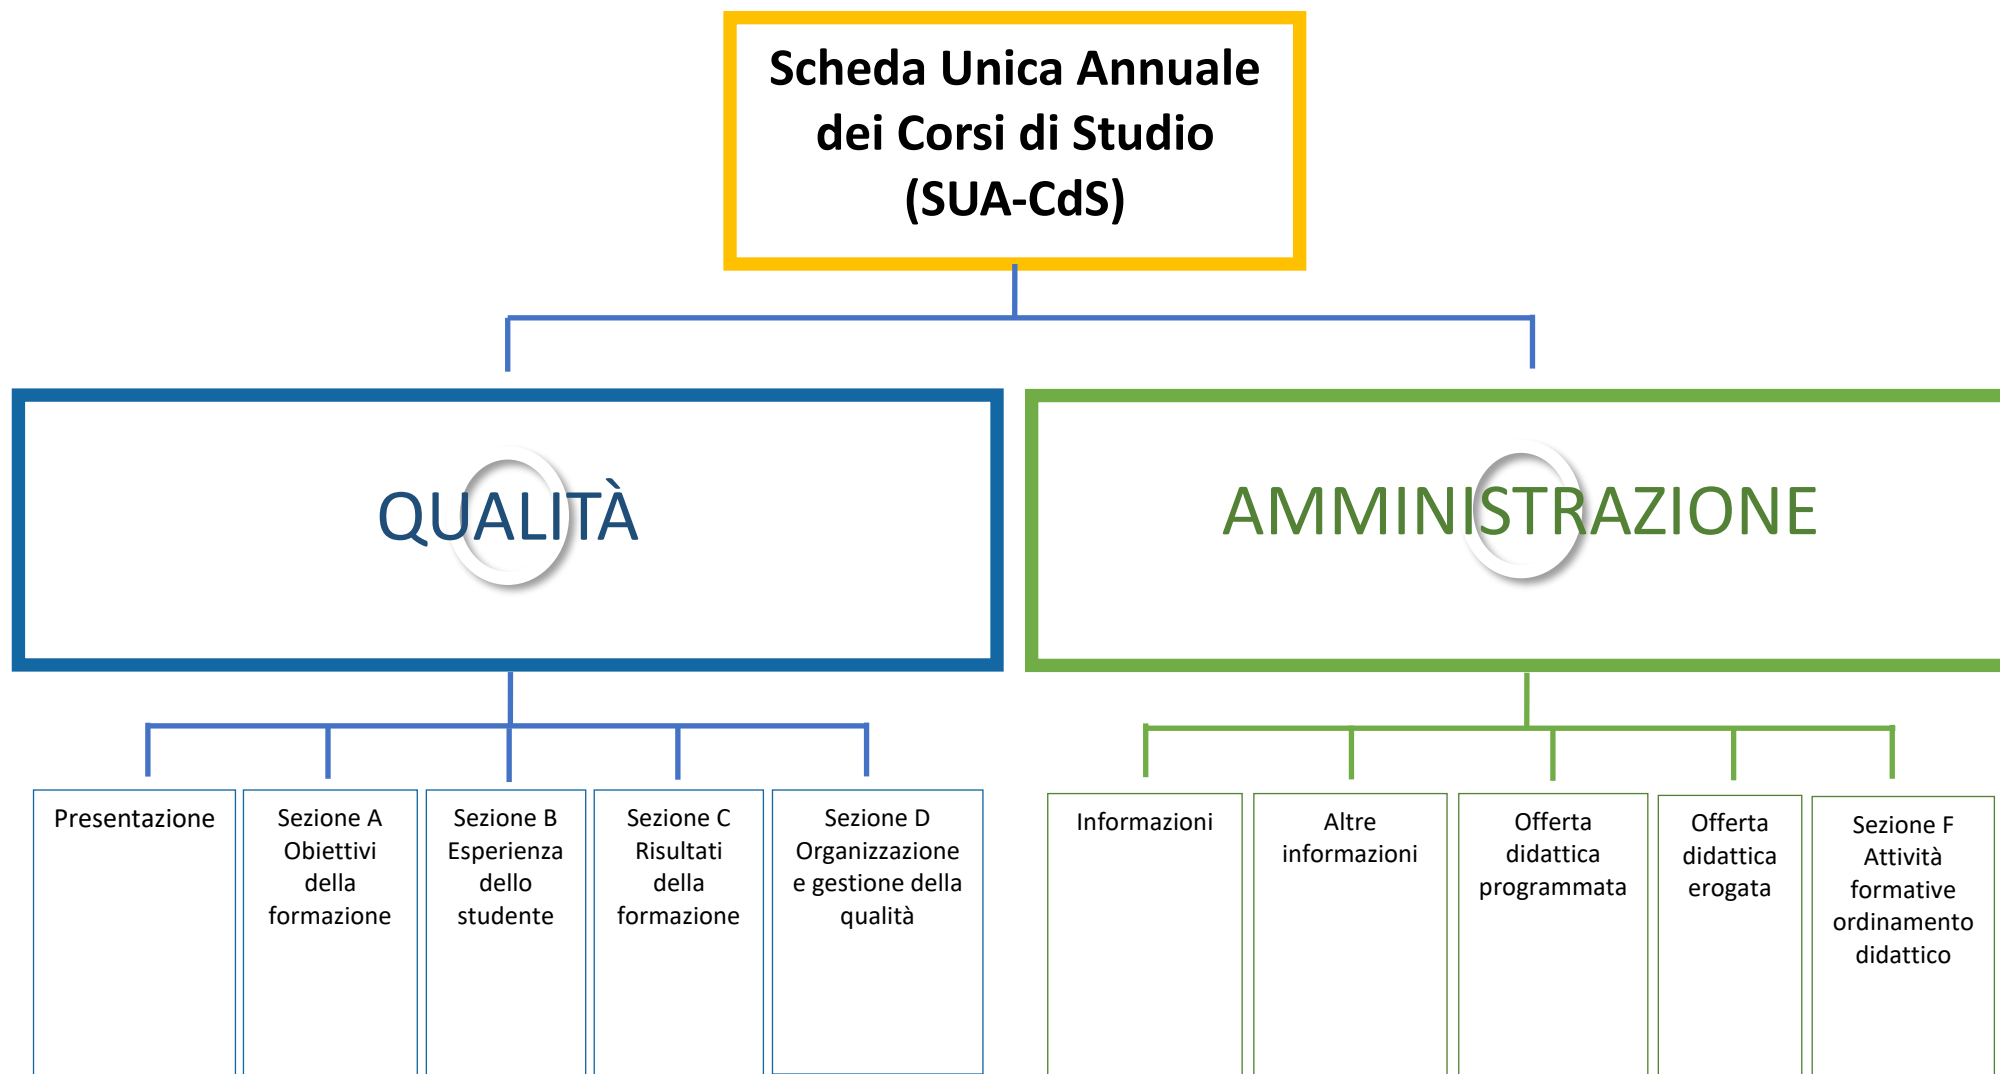 Scheda Unica Annuale
dei Corsi di Studio
(SUA-CdS)
QUALITÀ
AMMINISTRAZIONE
Presentazione
Sezione A
Obiettivi
della
formazione
Sezione B
Esperienza
dello
studente
Sezione C
Risultati
della
formazione
Sezione D
Organizzazione
e gestione della
qualità
Informazioni
Altre
informazioni
Offerta
didattica
programmata
Offerta
didattica
erogata
Sezione F
Attività
formative
ordinamento
didattico